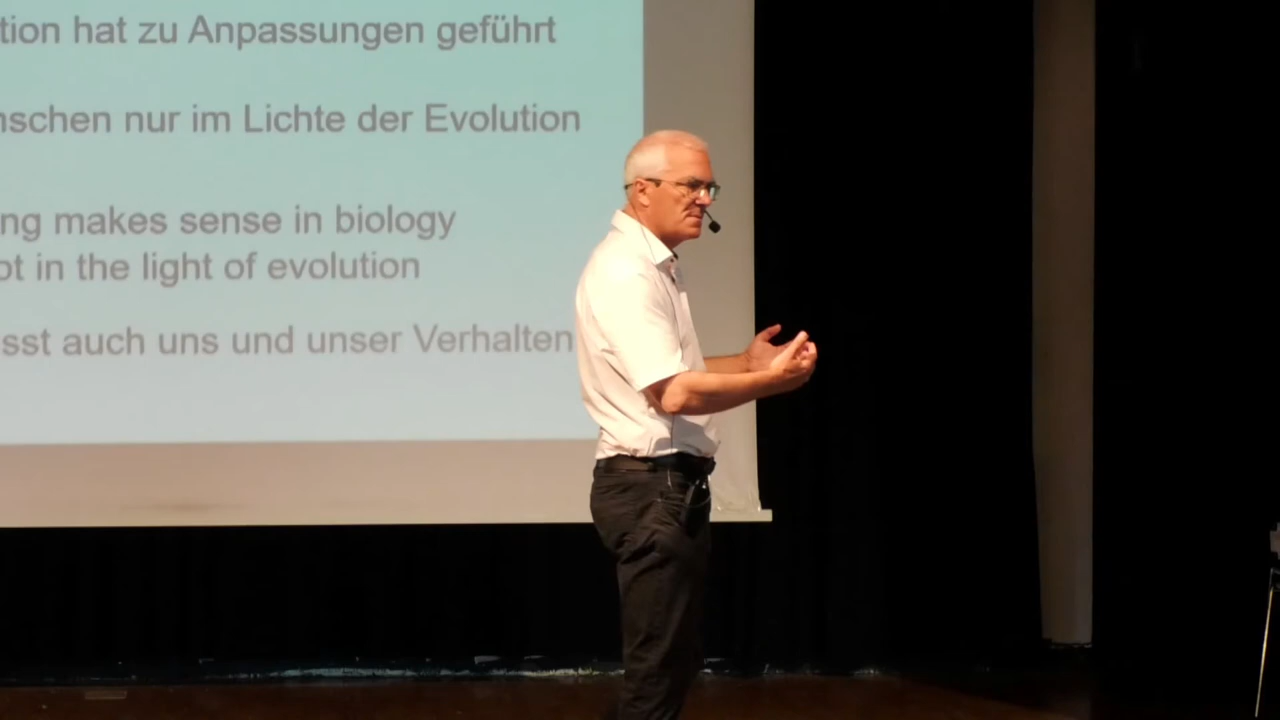 tion hat zu Anpassungen geführt
nschen nur im Lichte der Evolution
ng makes sense in biology
ot in the light of evolution
sst auch uns und unser Verhalten